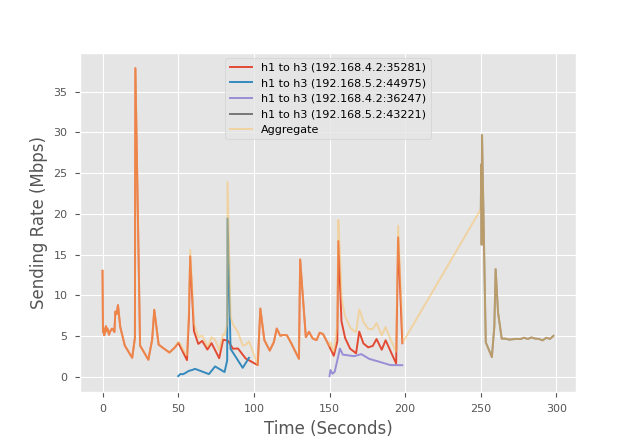 h1 to h3 (192.168.4.2:35281)
h1 to h3 (192.168.5.2:44975)
h1 to h3 (192.168.4.2:36247)
h1 to h3 (192.168.5.2:43221)
Aggregate
Sending Rate (Mbps)
35
30
25
20
15
10
5
0
0 50 100 150 200 250 300
Time (Seconds)